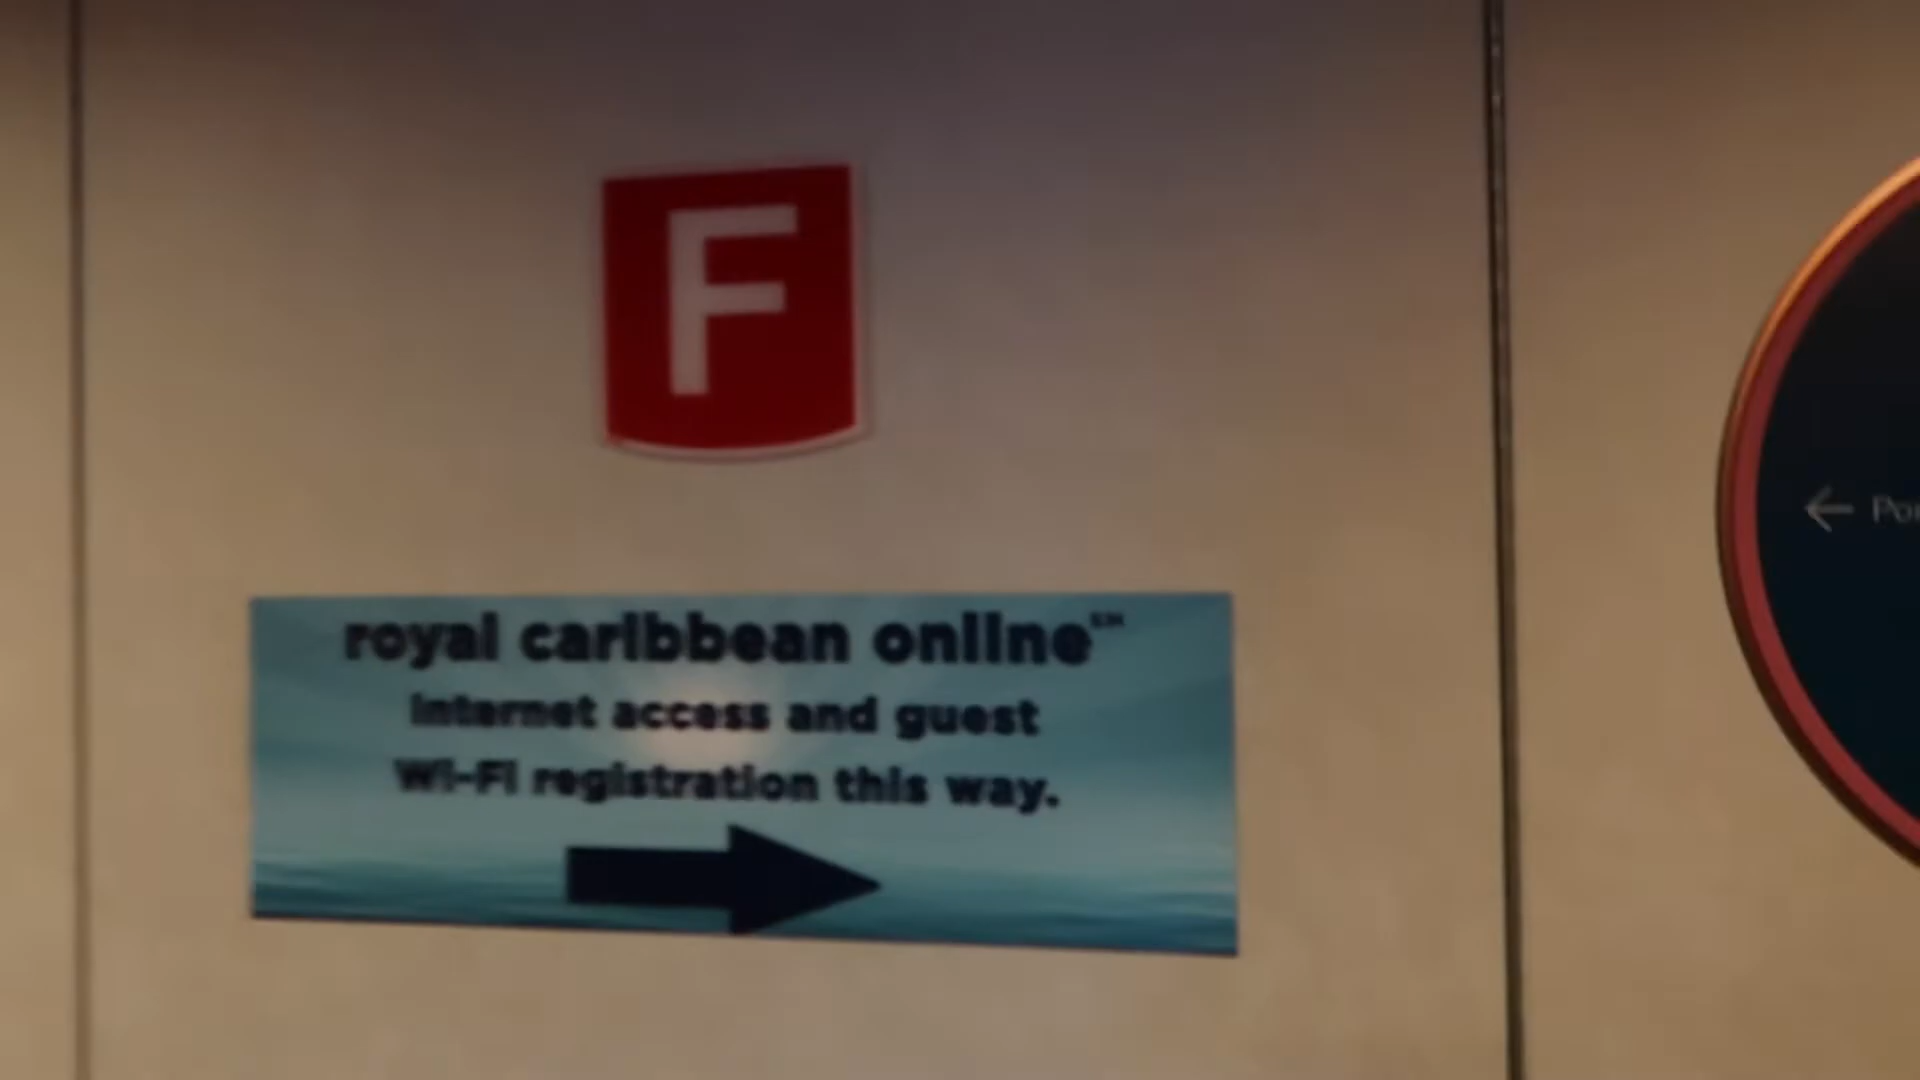 F
royal caribbean online℠
Internet access and guest
Wi-Fi registration this way.
←